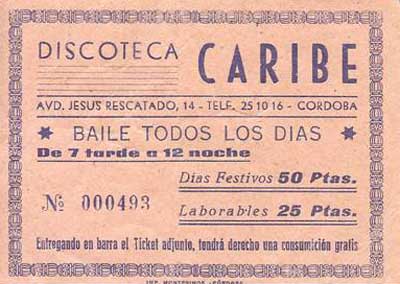 DISCOTECA CARIBE
AVD. JESUS RESCATADO, 14 - TELF. 25 10 16 - CORDOBA
★ BAILE TODOS LOS DIAS ★
De 7 tarde a 12 noche
Dias Festivos 50 Ptas.
Nº 000493
Laborables 25 Ptas.
Entregando en barra el Ticket adjunto, tendrá derecho una consumición gratis